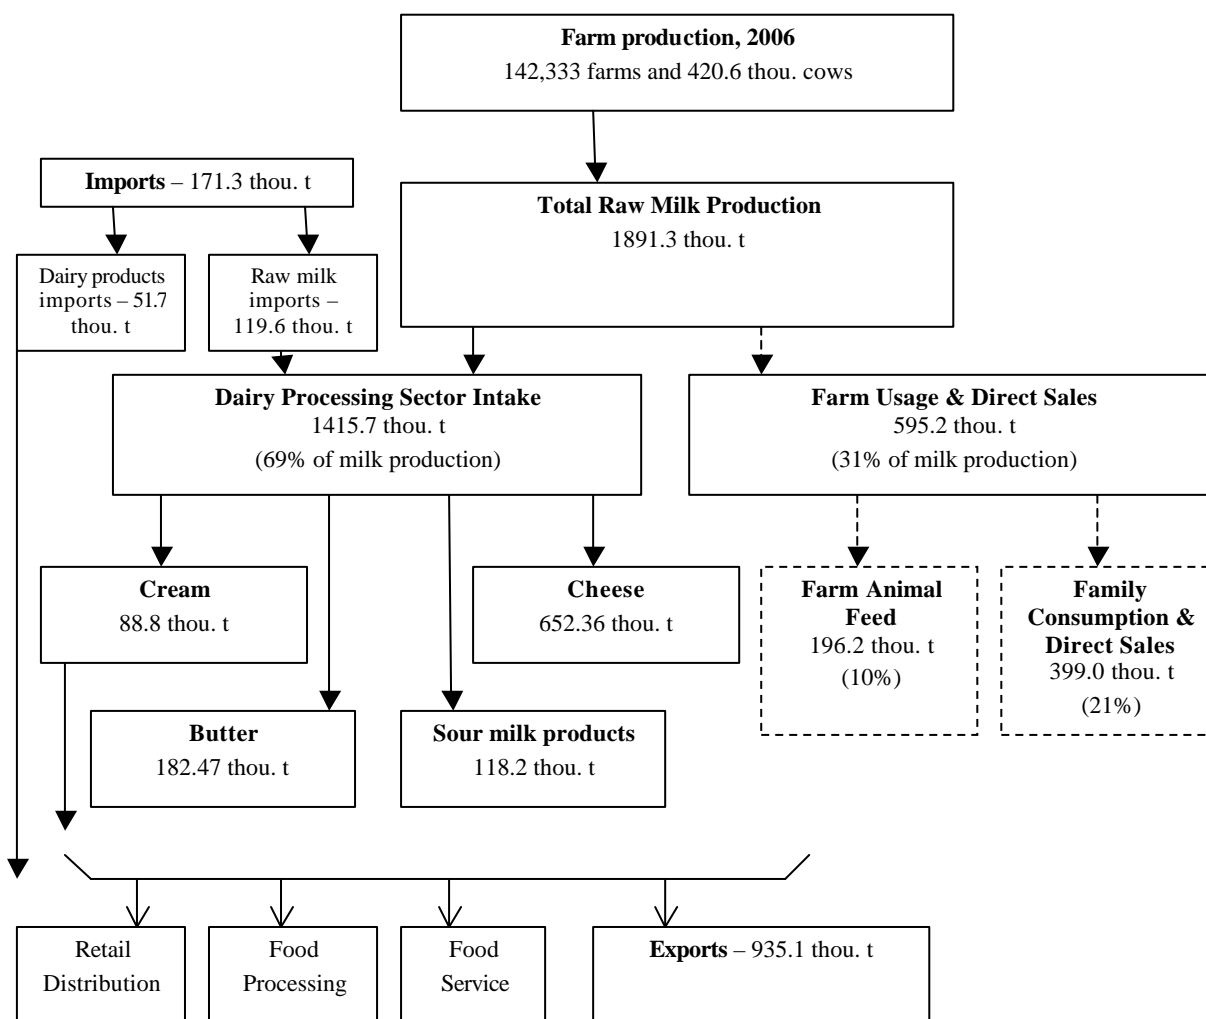 Farm production, 2006
142,333 farms and 420.6 thou. cows
Imports – 171.3 thou. t
Total Raw Milk Production
1891.3 thou. t
Dairy products
imports – 51.7
thou. t
Raw milk
imports –
119.6 thou. t
Dairy Processing Sector Intake
1415.7 thou. t
(69% of milk production)
Farm Usage & Direct Sales
595.2 thou. t
(31% of milk production)
Cream
88.8 thou. t
Cheese
652.36 thou. t
Farm Animal
Feed
196.2 thou. t
(10%)
Family
Consumption &
Direct Sales
399.0 thou. t
(21%)
Butter
182.47 thou. t
Sour milk products
118.2 thou. t
Retail
Distribution
Food
Processing
Food
Service
Exports – 935.1 thou. t